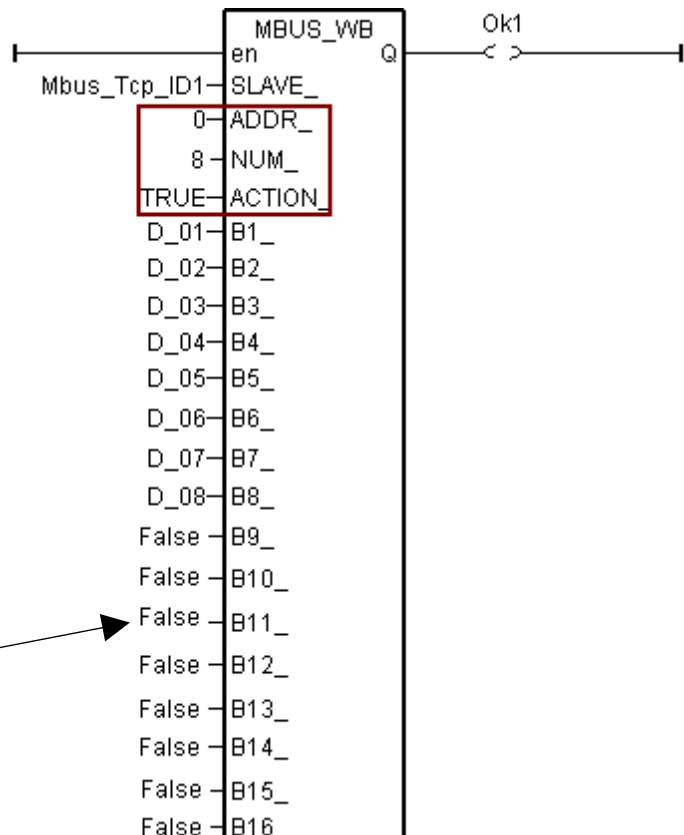 MBUS_WB Ok1
en Q
Mbus_Tcp_ID1 SLAVE_
0 ADDR_
8 NUM_
TRUE ACTION_
D_01 B1_
D_02 B2_
D_03 B3_
D_04 B4_
D_05 B5_
D_06 B6_
D_07 B7_
D_08 B8_
False B9_
False B10_
False B11_
False B12_
False B13_
False B14_
False B15_
False B16